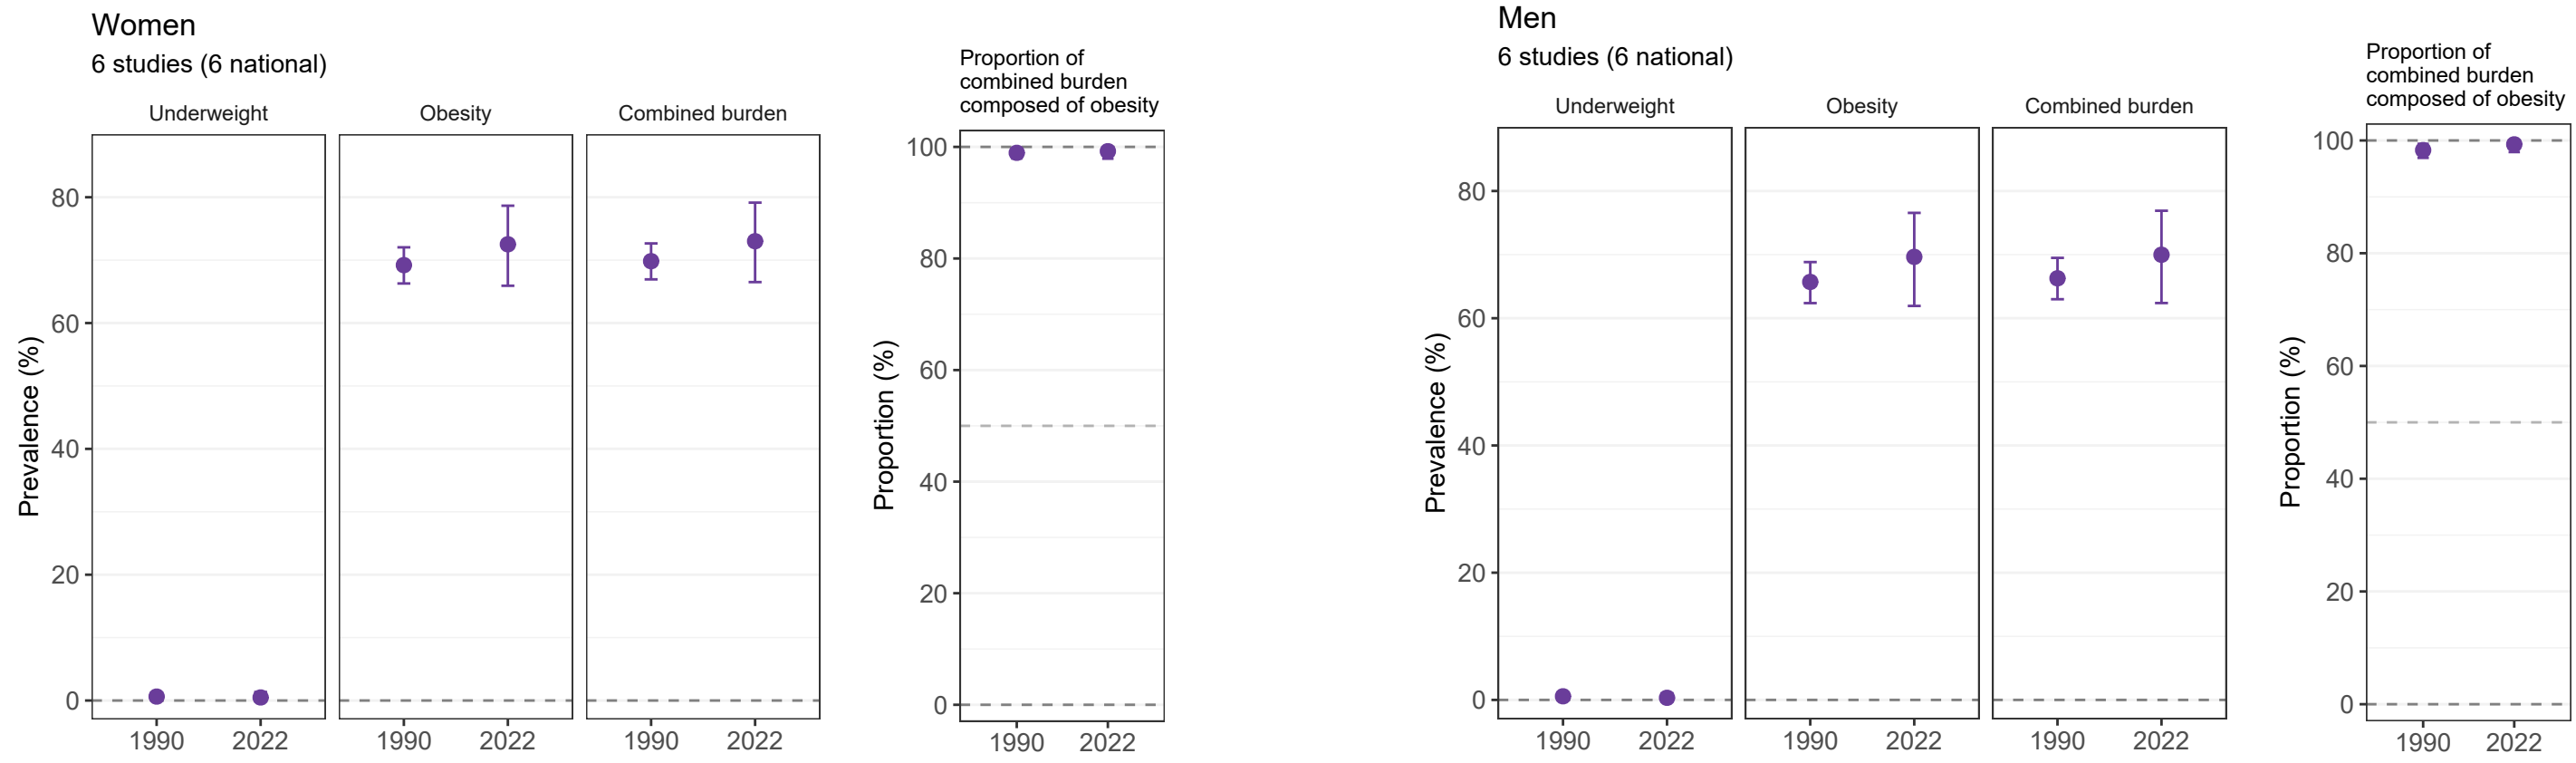 Women
6 studies (6 national)
Underweight
Obesity
Combined burden
Prevalence (%)
80
60
40
20
0
1990 2022
1990 2022
1990 2022
Proportion of
combined burden
composed of obesity
Proportion (%)
100
80
60
40
20
0
1990 2022
Men
6 studies (6 national)
Underweight
Obesity
Combined burden
Prevalence (%)
80
60
40
20
0
1990 2022
1990 2022
1990 2022
Proportion of
combined burden
composed of obesity
Proportion (%)
100
80
60
40
20
0
1990 2022